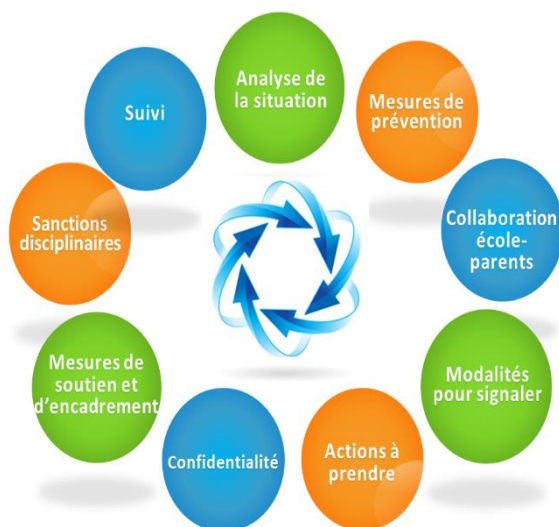 Analyse de
la situation
Mesures de
prévention
Collaboration
école-
parents
Modalités
pour signaler
Actions à
prendre
Confidentialité
Mesures de
soutien et
d'encadrement
Sanctions
disciplinaires
Suivi